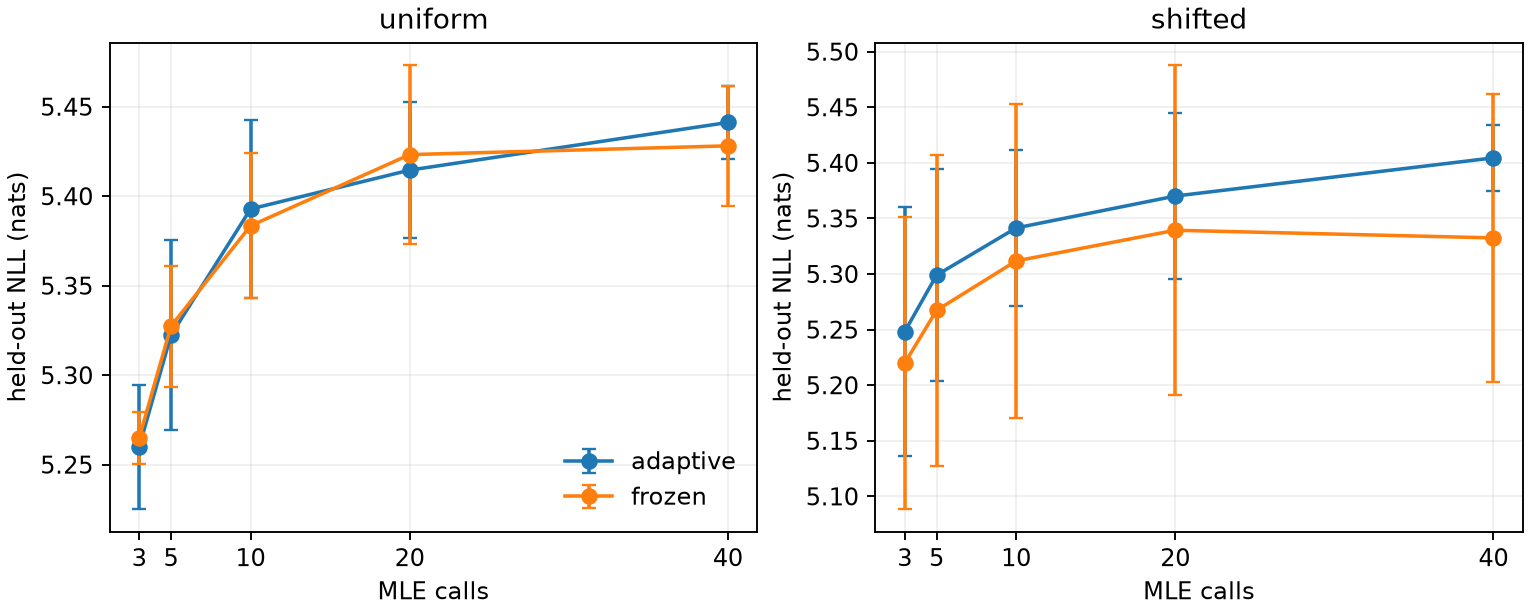 uniform
held-out NLL (nats)
5.45
5.40
5.35
5.30
5.25
adaptive
frozen
3 5 10 20 40
MLE calls
shifted
held-out NLL (nats)
5.50
5.45
5.40
5.35
5.30
5.25
5.20
5.15
5.10
3 5 10 20 40
MLE calls